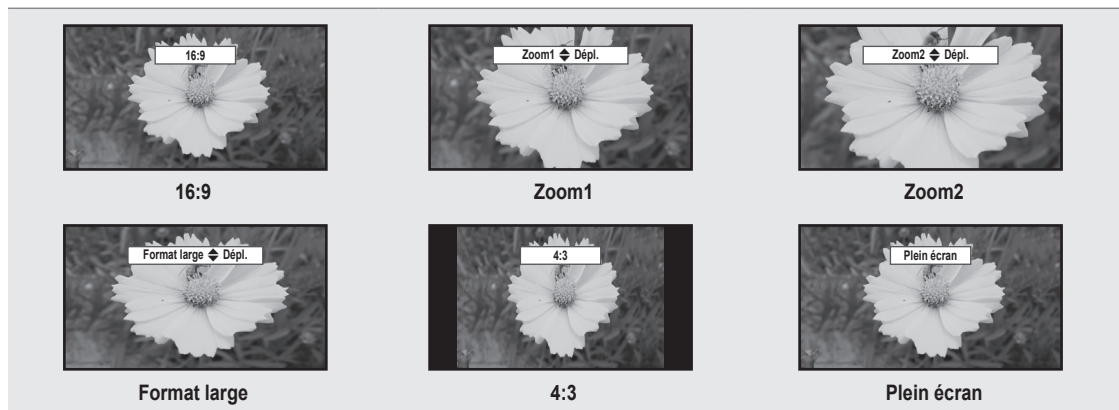 16:9
Zoom1 Dépl.
Zoom2 Dépl.
16:9
Zoom1
Zoom2
Format large Dépl.
4:3
Plein écran
Format large
4:3
Plein écran